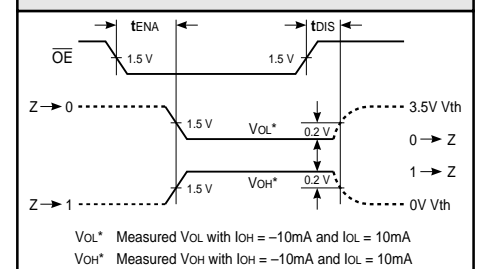 tENA tDIS
OE 1.5 V 1.5 V
Z → 0 3.5V Vth
1.5 V VOL* 0.2 V
0 → Z
VOH* 0.2 V 1 → Z
1.5 V
Z → 1 0V Vth
VOL* Measured VOL with IOH = –10mA and IOL = 10mA
VOH* Measured VOH with IOH = –10mA and IOL = 10mA